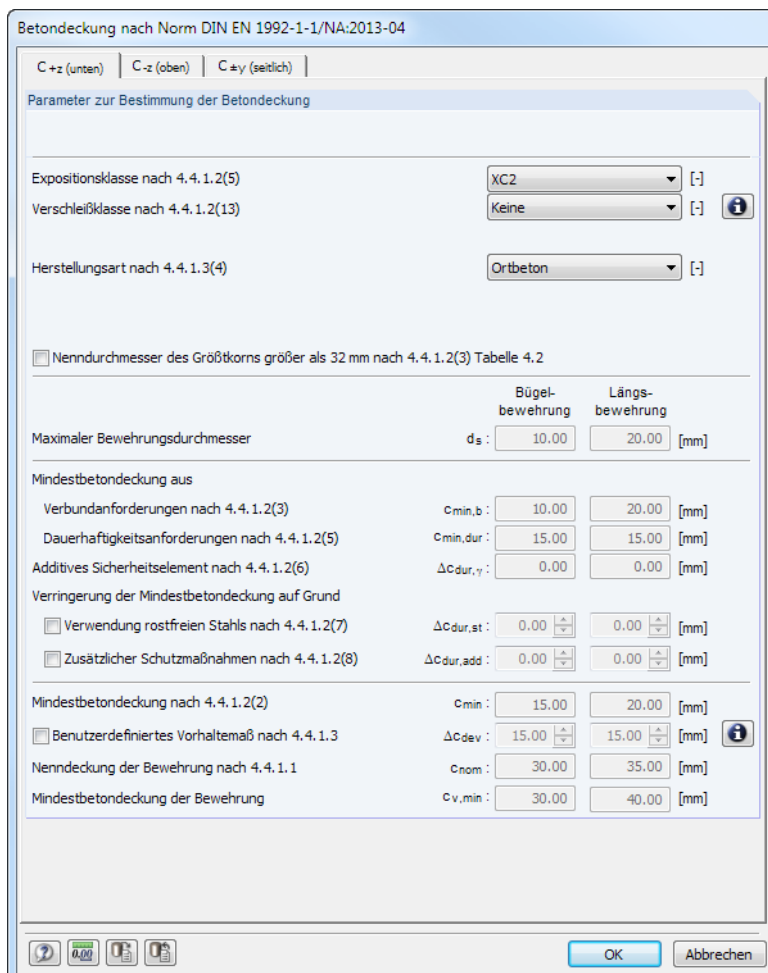 Betondeckung nach Norm DIN EN 1992-1-1/NA:2013-04
C +z (unten) C -z (oben) C ±y (seitlich)
Parameter zur Bestimmung der Betondeckung
Expositionsklasse nach 4.4.1.2(5) XC2 [-]
Verschleißklasse nach 4.4.1.2(13) Keine [-]
Herstellungsart nach 4.4.1.3(4) Ortbeton [-]
Nenndurchmesser des Größtkorns größer als 32 mm nach 4.4.1.2(3) Tabelle 4.2
Bügel- Längs-
bewehrung bewehrung
Maximaler Bewehrungsdurchmesser ds : 10.00 20.00 [mm]
Mindestbetondeckung aus
Verbundanforderungen nach 4.4.1.2(3) cmin,b : 10.00 20.00 [mm]
Dauerhaftigkeitsanforderungen nach 4.4.1.2(5) cmin,dur : 15.00 15.00 [mm]
Additives Sicherheitselement nach 4.4.1.2(6) Δcdur,γ : 0.00 0.00 [mm]
Verringerung der Mindestbetondeckung auf Grund
Verwendung rostfreien Stahls nach 4.4.1.2(7) Δcdur,st : 0.00 0.00 [mm]
Zusätzlicher Schutzmaßnahmen nach 4.4.1.2(8) Δcdur,add : 0.00 0.00 [mm]
Mindestbetondeckung nach 4.4.1.2(2) cmin : 15.00 20.00 [mm]
Benutzerdefiniertes Vorhaltemaß nach 4.4.1.3 Δcdev : 15.00 15.00 [mm]
Nenndeckung der Bewehrung nach 4.4.1.1 cnom : 30.00 35.00 [mm]
Mindestbetondeckung der Bewehrung cv,min : 30.00 40.00 [mm]
0.00 OK Abbrechen